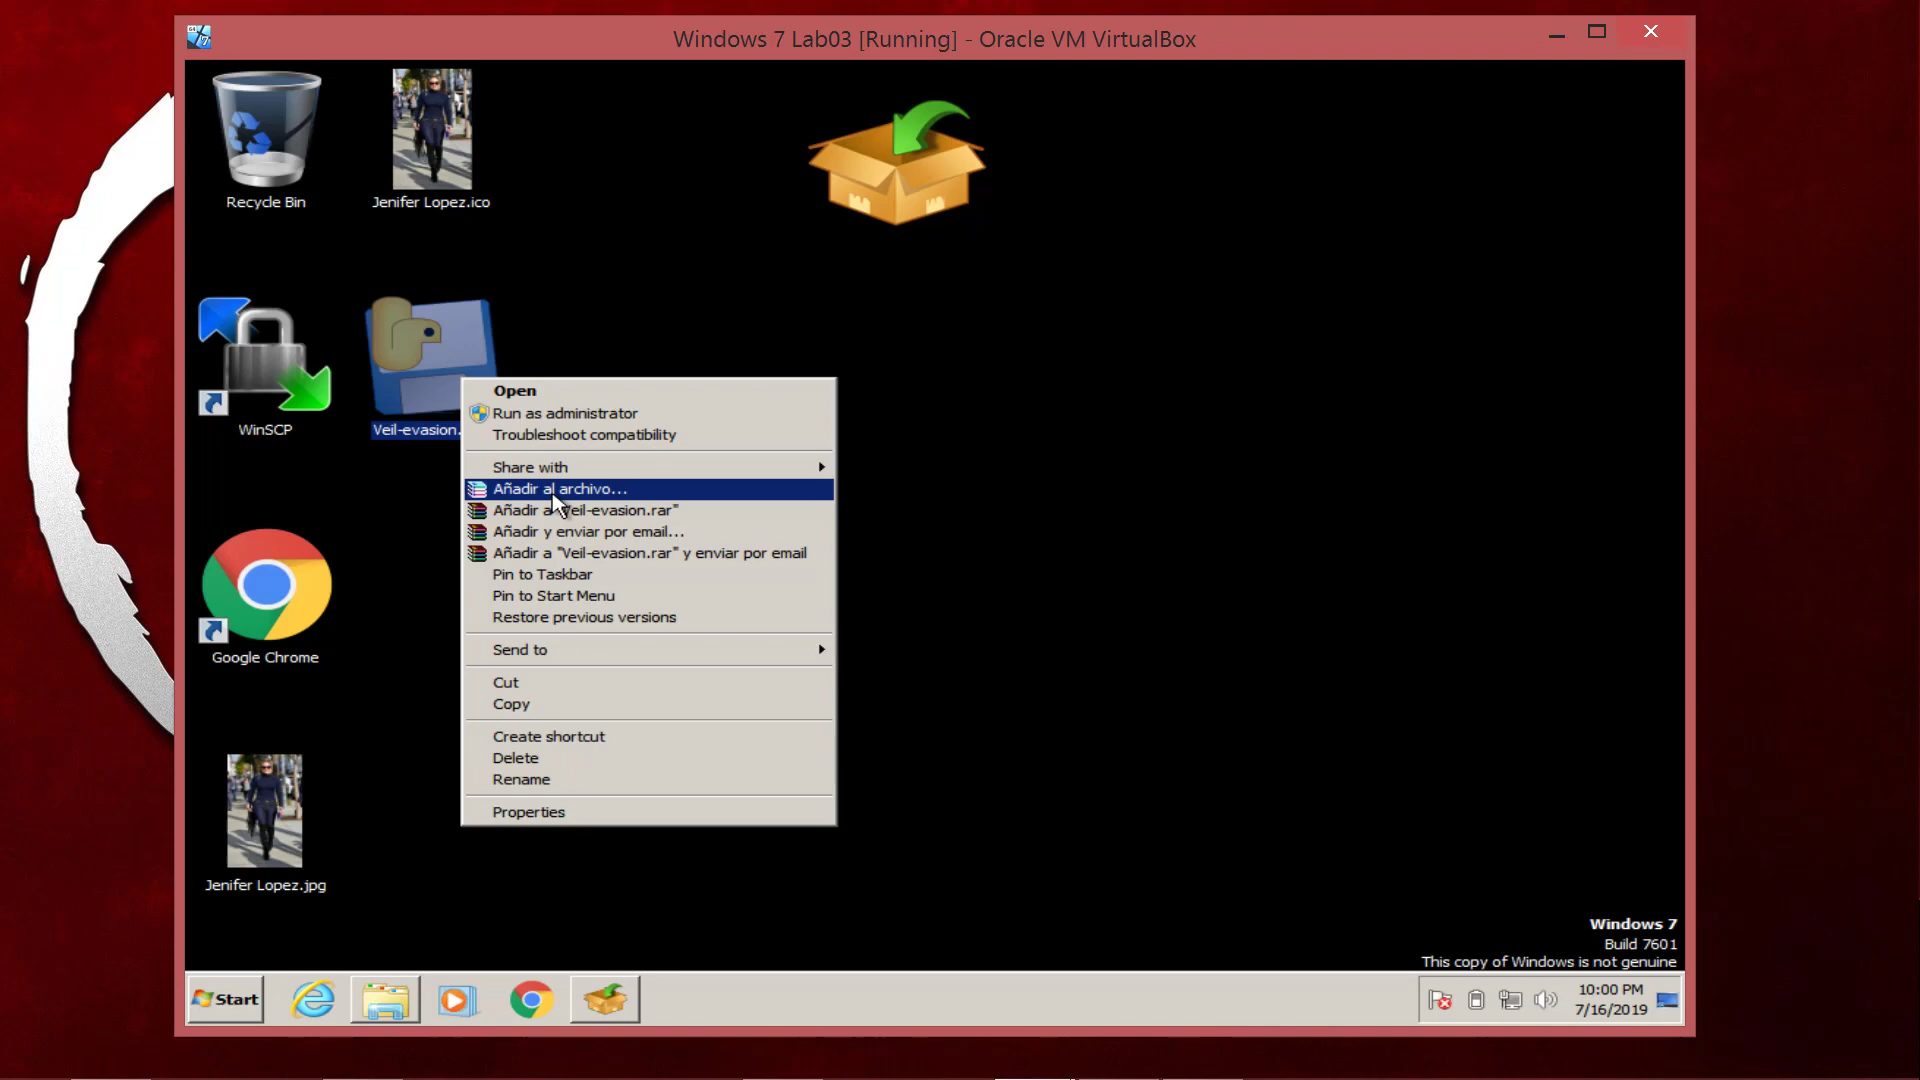 Windows 7 Lab03 [Running] - Oracle VM VirtualBox
Recycle Bin
Jenifer Lopez.ico
WinSCP
Veil-evasion.
Google Chrome
Jenifer Lopez.jpg
Open
Run as administrator
Troubleshoot compatibility
Share with
Añadir al archivo...
Añadir a "Veil-evasion.rar"
Añadir y enviar por email...
Añadir a "Veil-evasion.rar" y enviar por email
Pin to Taskbar
Pin to Start Menu
Restore previous versions
Send to
Cut
Copy
Create shortcut
Delete
Rename
Properties
Windows 7
Build 7601
This copy of Windows is not genuine
Start
10:00 PM
7/16/2019